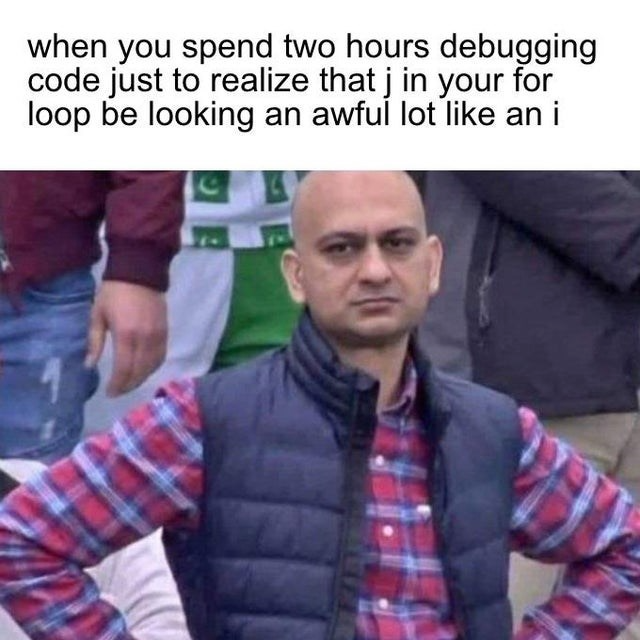 when you spend two hours debugging
code just to realize that j in your for
loop be looking an awful lot like an i